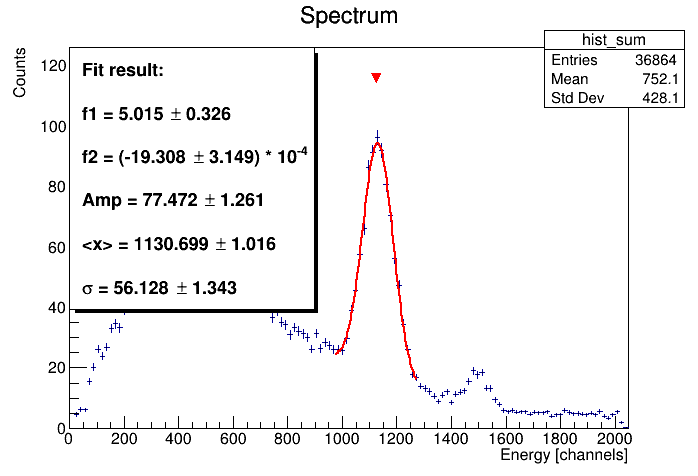 Spectrum
hist_sum
Entries 36864
Mean 752.1
Std Dev 428.1
Counts
Fit result:
f1 = 5.015 ± 0.326
f2 = (-19.308 ± 3.149) * 10⁻⁴
Amp = 77.472 ± 1.261
<x> = 1130.699 ± 1.016
σ = 56.128 ± 1.343
120
100
80
60
40
20
0
0 200 400 600 800 1000 1200 1400 1600 1800 2000
Energy [channels]